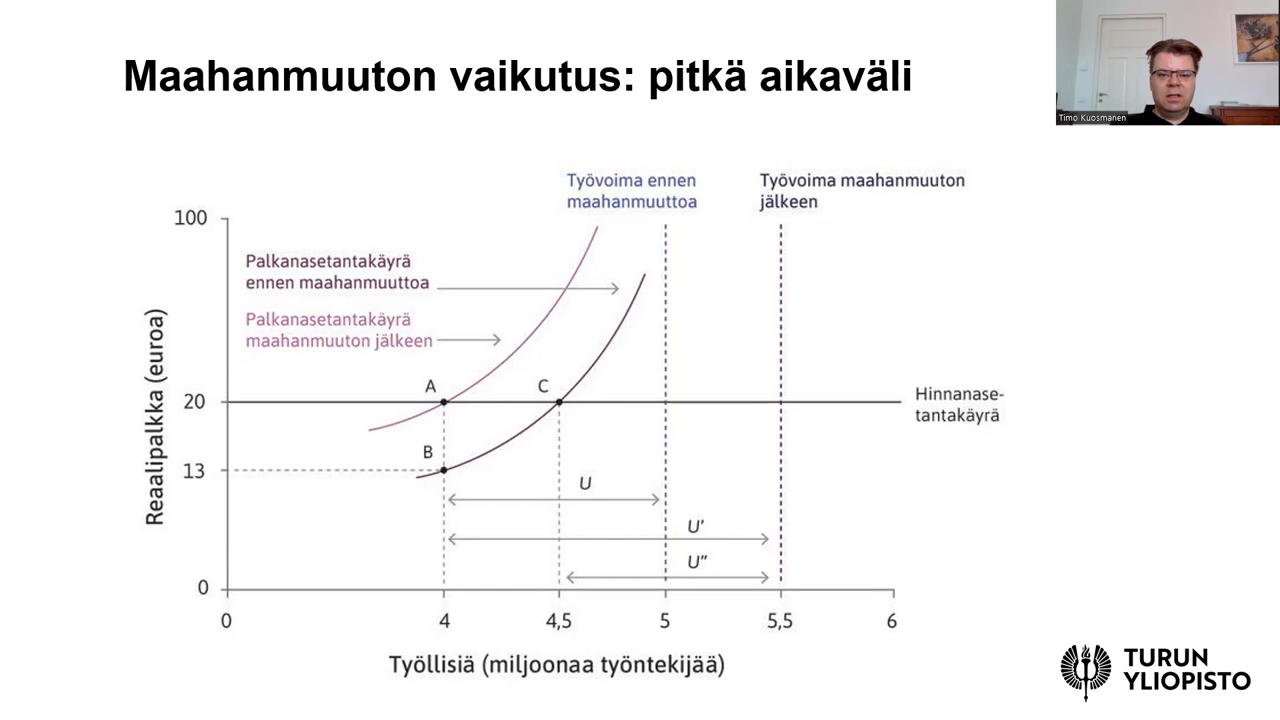 Maahanmuuton vaikutus: pitkä aikaväli
Timo Kuosmanen
Työvoima ennen
maahanmuuttoa
Työvoima maahanmuuton
jälkeen
100
Palkanasetantakäyrä
ennen maahanmuuttoa
Palkanasetantakäyrä
maahanmuuton jälkeen
Reaalipalkka (euroa)
A
C
20
Hinnanase-
tantakäyrä
B
13
U
U'
U"
0
0
4
4,5
5
5,5
6
Työllisiä (miljoonaa työntekijää)
TURUN
YLIOPISTO